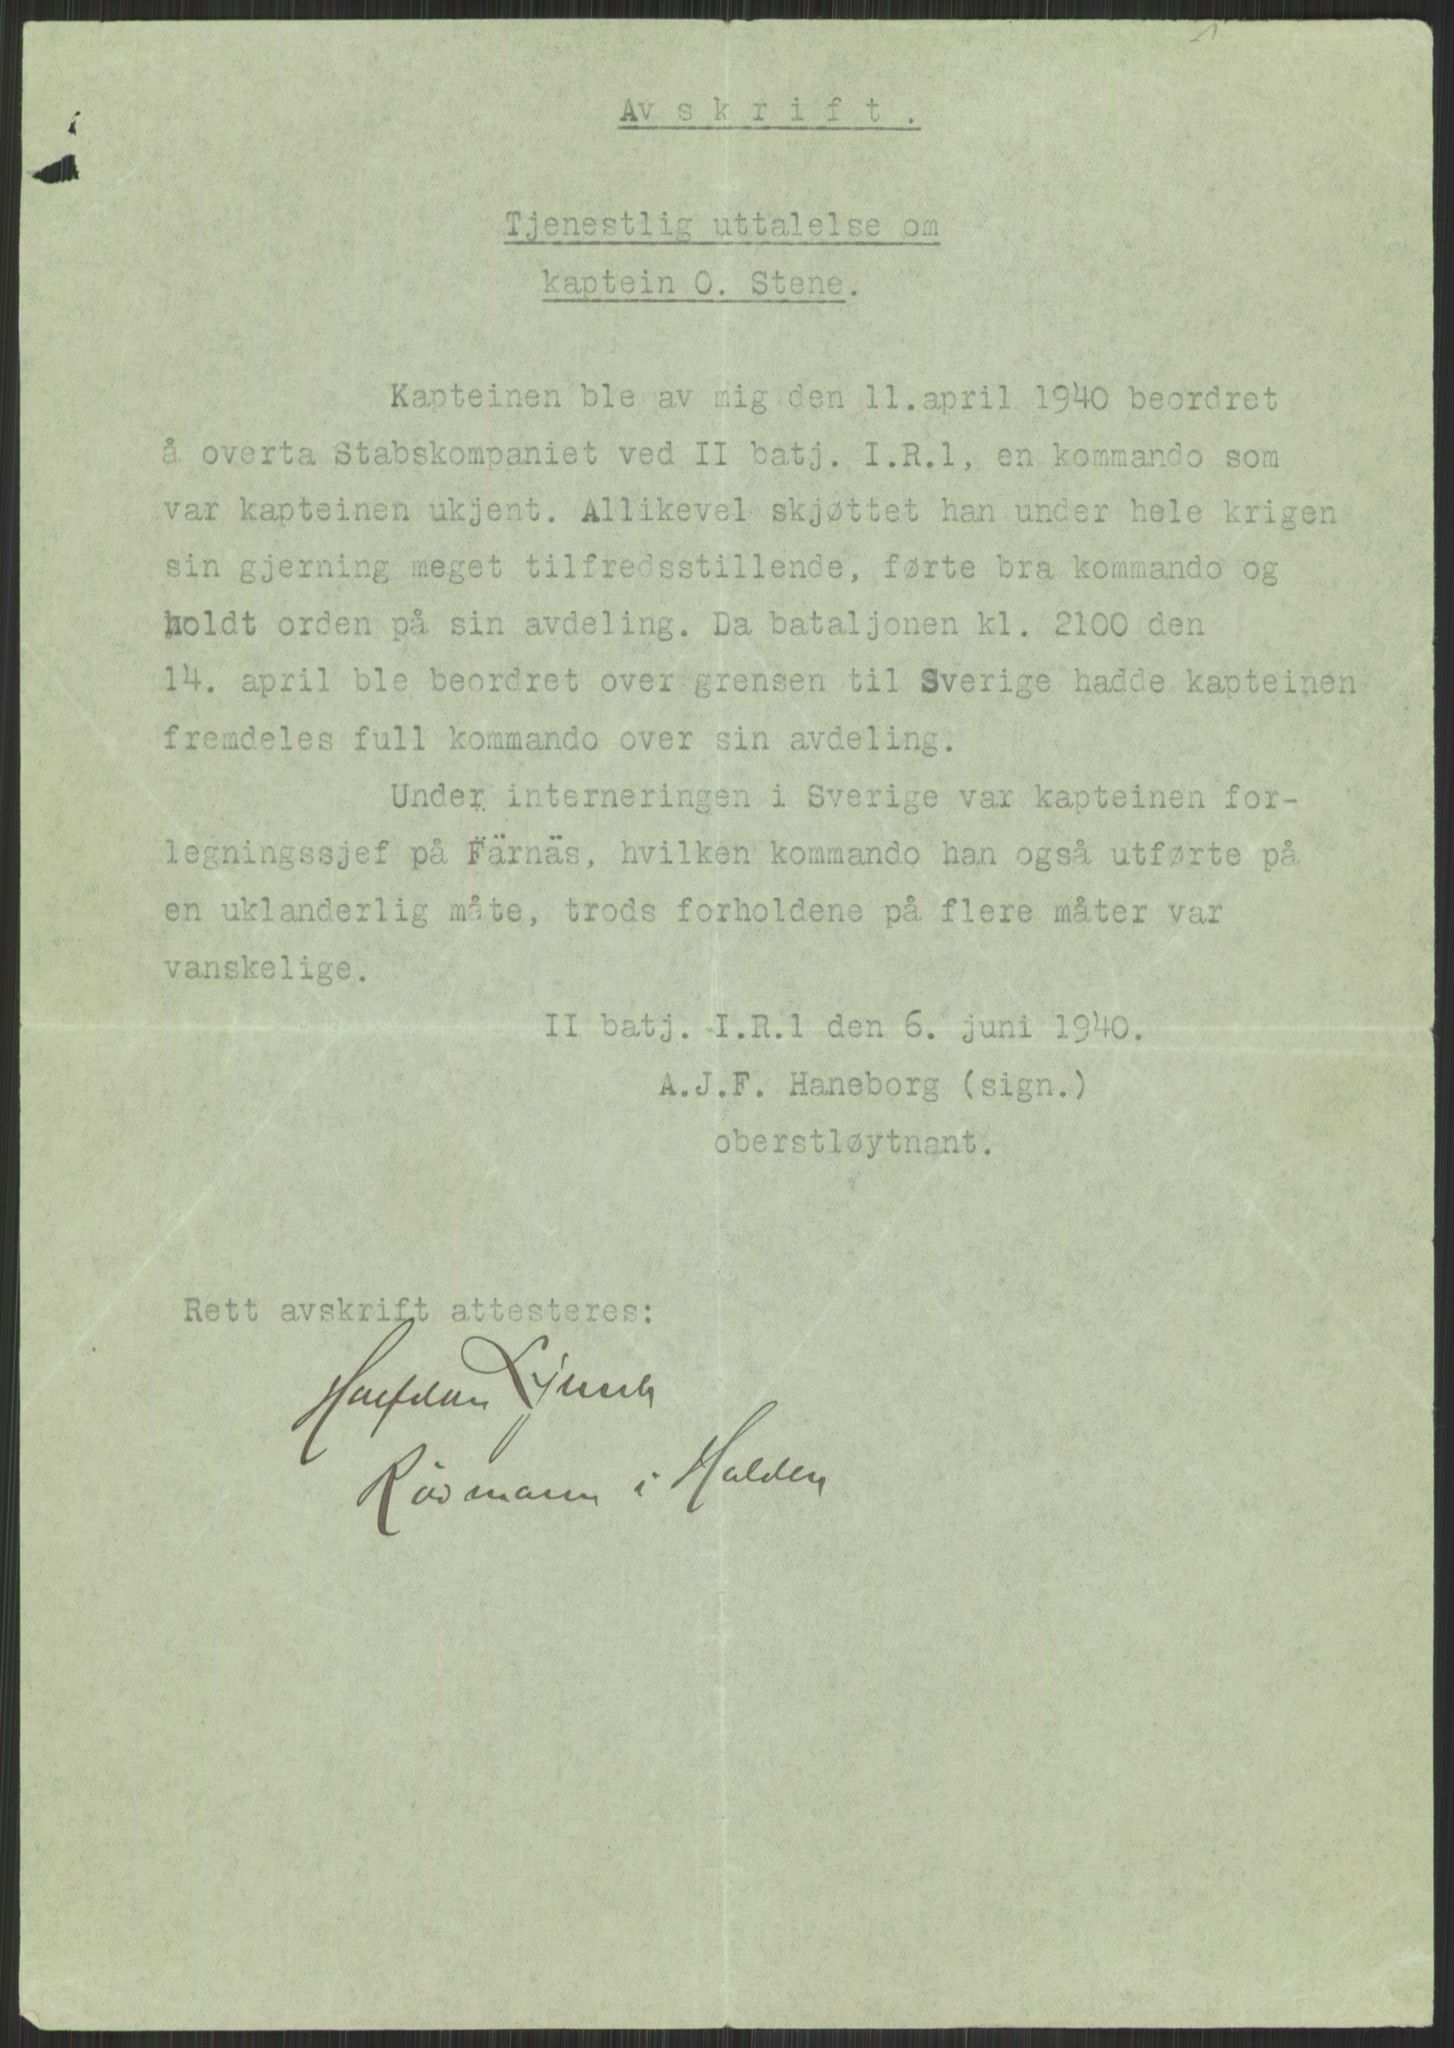 Avskrift.
Tjenestlig uttalelse om
kaptein O. Stene.
Kapteinen ble av mig den 11.april 1940 beordret
å overta Stabskompaniet ved II batj. I.R.1, en kommando som
var kapteinen ukjent. Allikevel skjøttet han under hele krigen
sin gjerning meget tilfredsstillende, førte bra kommando og
holdt orden på sin avdeling. Da bataljonen kl. 2100 den
14. april ble beordret over grensen til Sverige hadde kapteinen
fremdeles full kommando over sin avdeling.
Under interneringen i Sverige var kapteinen for-
legningssjef på Färnäs, hvilken kommando han også utførte på
en uklanderlig måte, trods forholdene på flere måter var
vanskelige.
II batj. I.R.1 den 6. juni 1940.
A.J.F. Haneborg (sign.)
oberstløytnant.
Rett avskrift attesteres:
Halfdan
i Halden